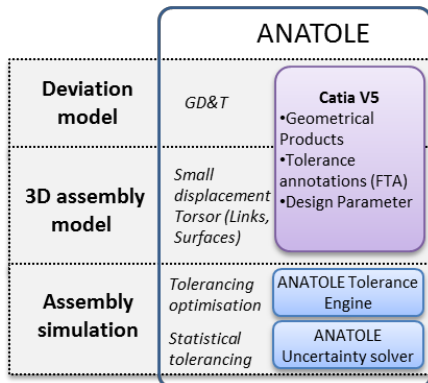 ANATOLE
Deviation
model
GD&T
Catia V5
•Geometrical
Products
•Tolerance
annotations (FTA)
•Design Parameter
3D assembly
model
Small
displacement
Torsor (Links,
Surfaces)
Assembly
simulation
Tolerancing
optimisation
ANATOLE Tolerance
Engine
Statistical
tolerancing
ANATOLE
Uncertainty solver